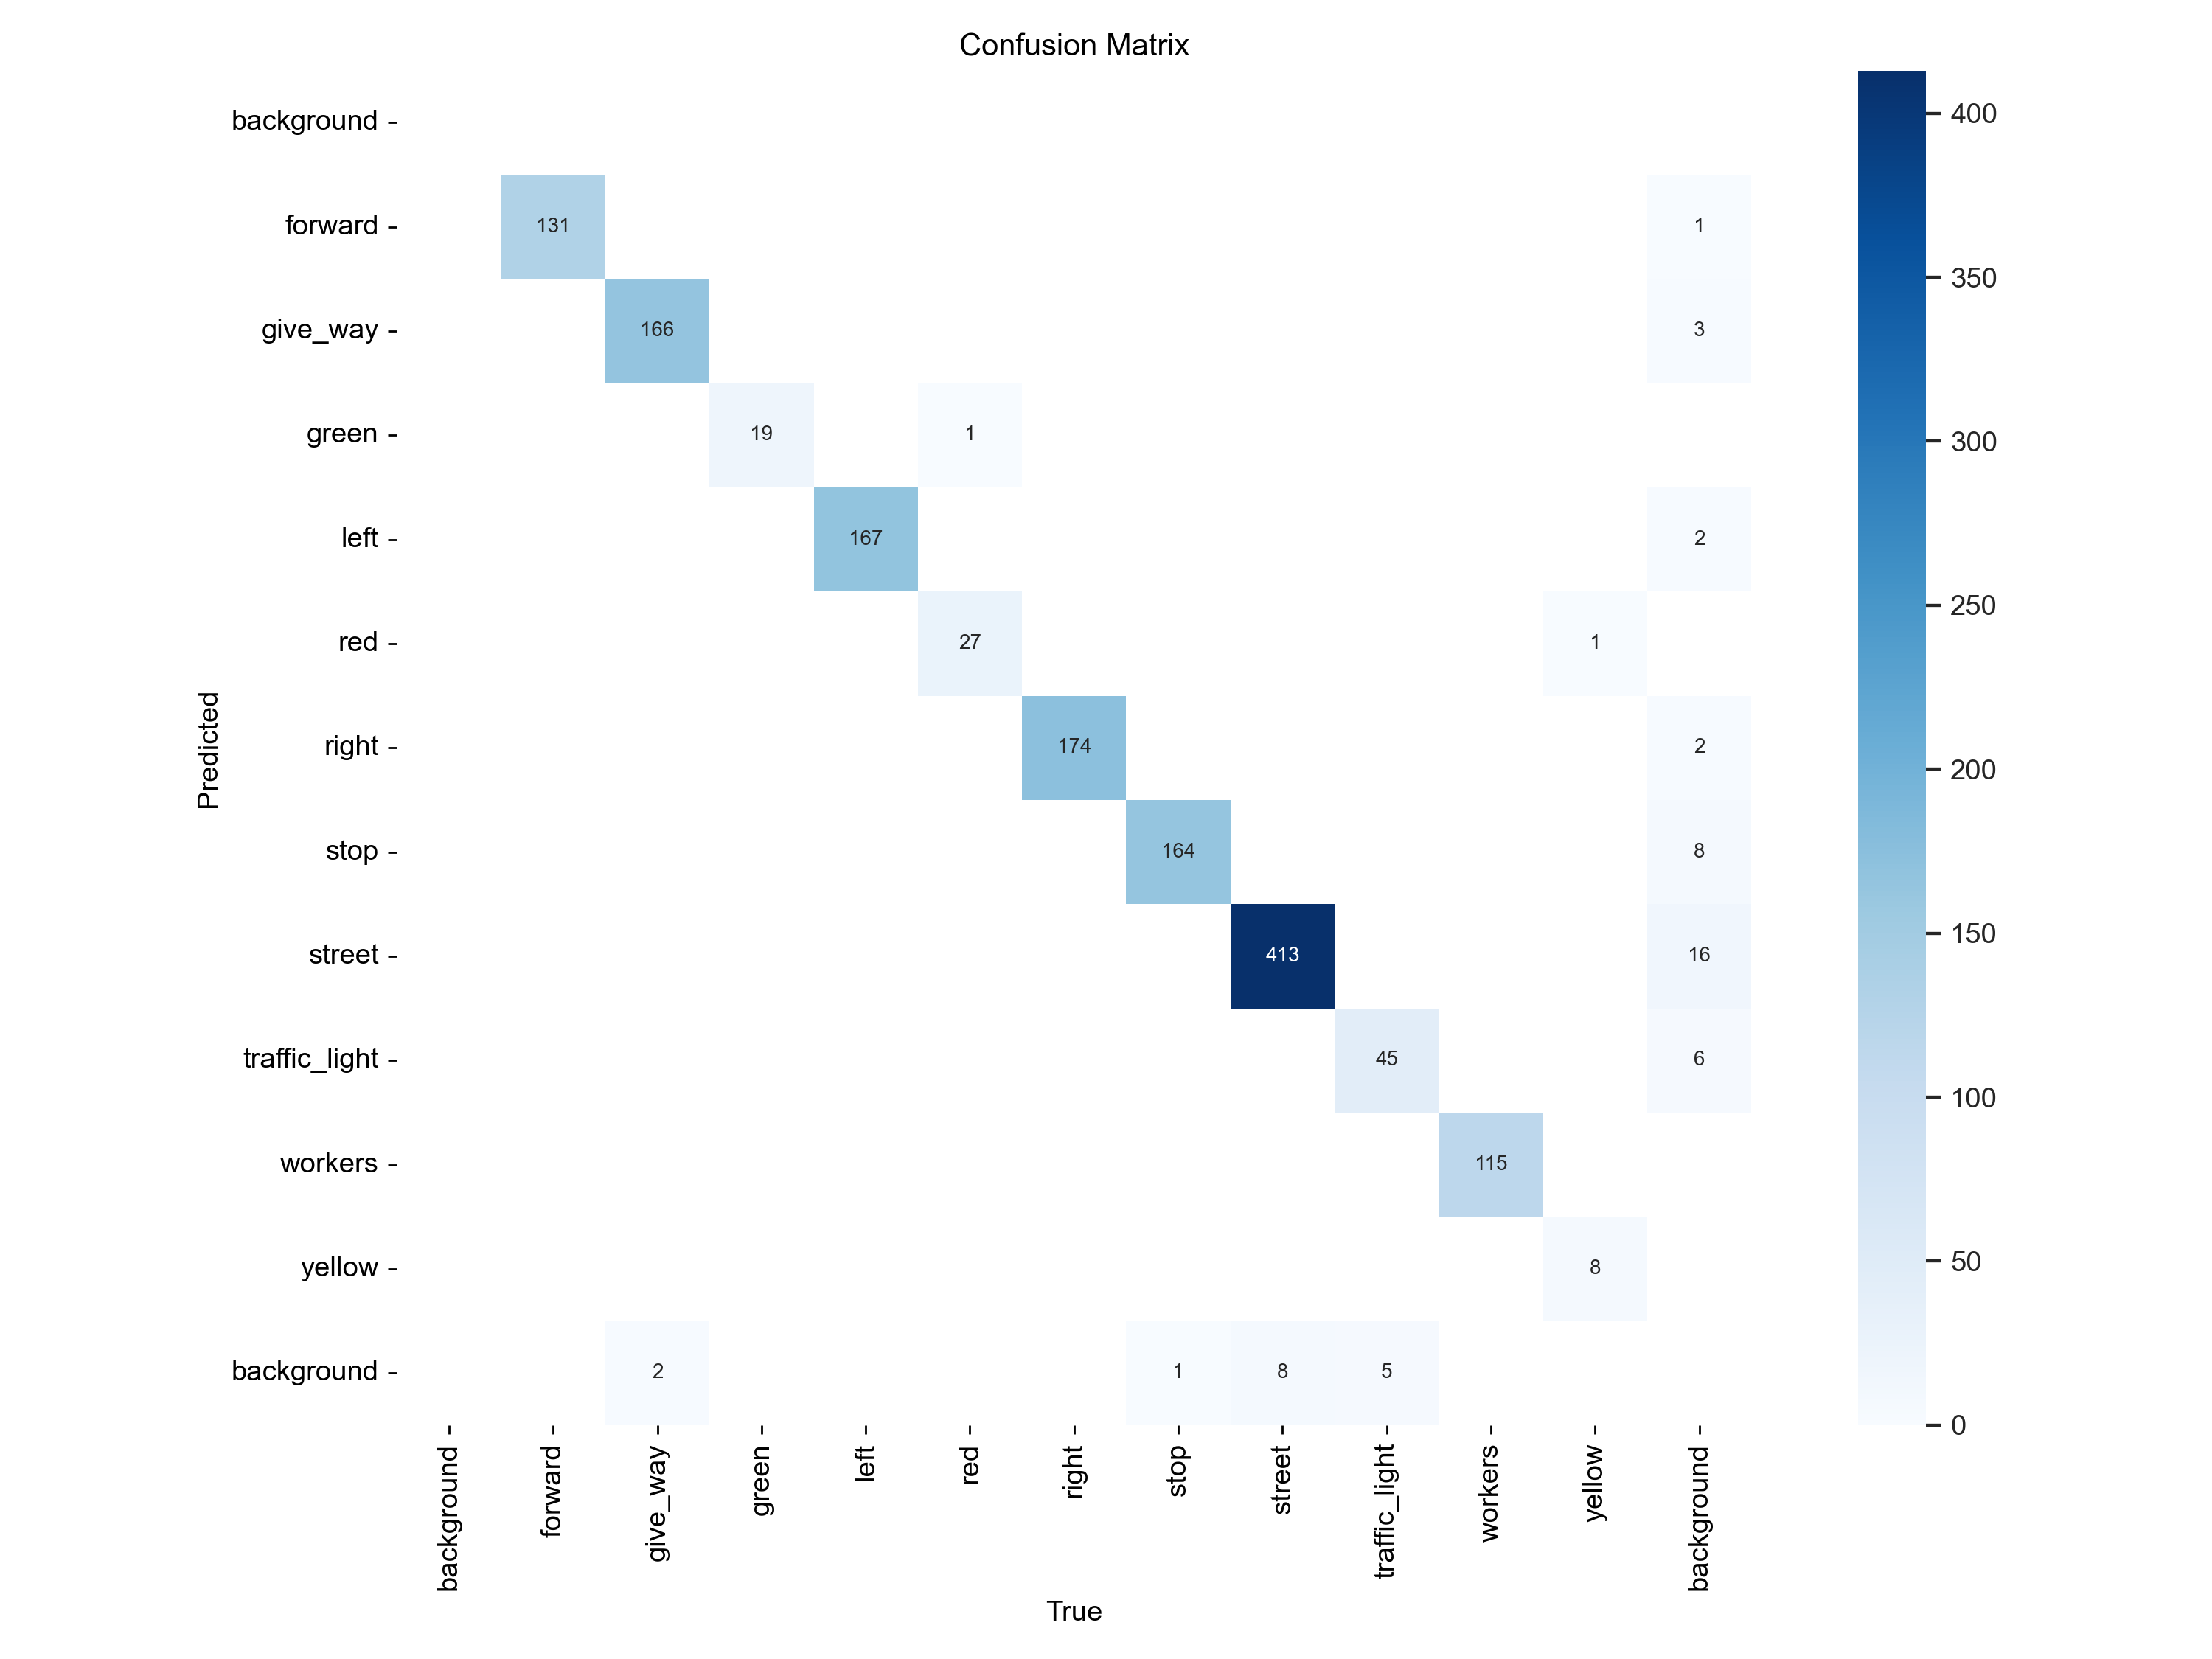 Confusion Matrix
background
forward 131 1
give_way 166 3
green 19 1
left 167 2
red 27 1
right 174 2
stop 164 8
street 413 16
traffic_light 45 6
workers 115
yellow 8
background 2 1 8 5
Predicted
background forward give_way green left red right stop street traffic_light workers yellow background
True
400
350
300
250
200
150
100
50
0